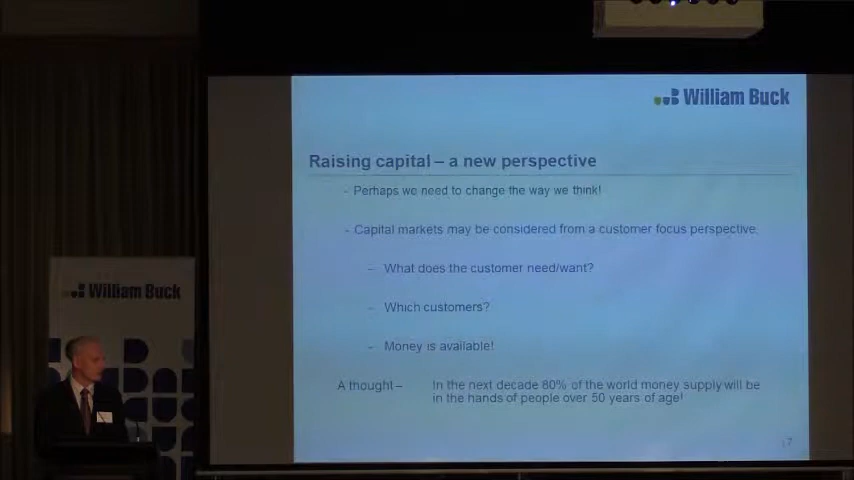 William Buck
Raising capital – a new perspective
- Perhaps we need to change the way we think!
- Capital markets may be considered from a customer focus perspective.
– What does the customer need/want?
– Which customers?
– Money is available!
A thought – In the next decade 80% of the world money supply will be
in the hands of people over 50 years of age!
7
William Buck